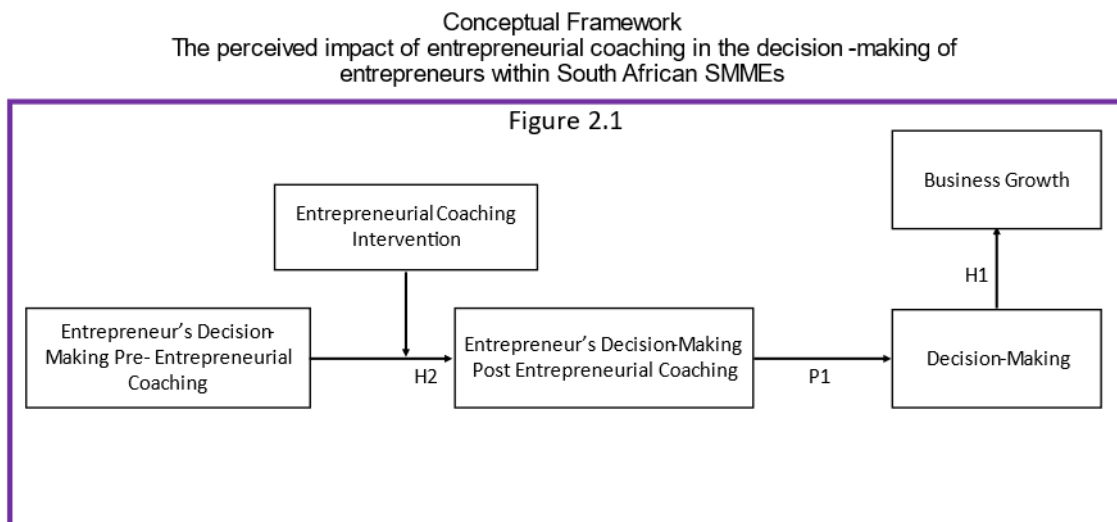 Conceptual Framework
The perceived impact of entrepreneurial coaching in the decision -making of
entrepreneurs within South African SMMEs
Figure 2.1
Business Growth
Entrepreneurial Coaching
Intervention
H1
Entrepreneur's Decision-
Making Pre- Entrepreneurial
Coaching
H2
Entrepreneur's Decision-Making
Post Entrepreneurial Coaching
P1
Decision-Making